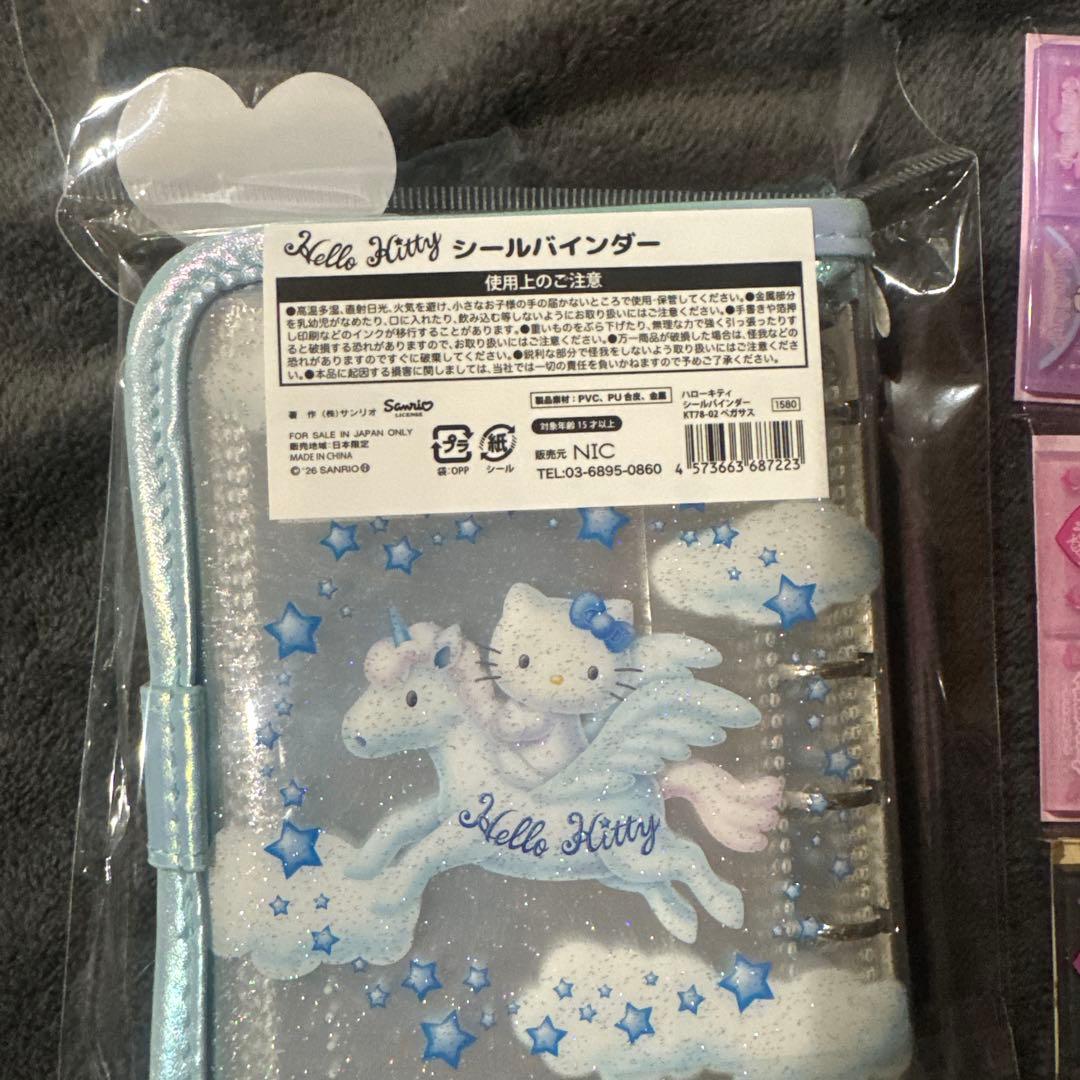 Hello Kitty シールバインダー
使用上のご注意
●高温多湿、直射日光、火気を避け、小さなお子様の手の届かないところで使用・保管してください。●金属部分
を乳幼児がなめたり、口に入れたり、飲み込む等しないようにお取り扱いにはご注意ください。●手書きや箔押
し印刷などのインクが移行することがあります。●重いものをぶら下げたり、無理な力で強く引っ張ったりす
ると破損する恐れがありますので、お取り扱いにはご注意ください。●万一商品が破損した場合は、怪我などの
恐れがありますのですぐに破棄してください。●鋭利な部分で怪我をしないよう取り扱いにはご注意ください。
●本品に起因する損害に関しましては、当社では一切の責任を負いかねますので予めご了承ください。
著 作 (株)サンリオ Sanrio LICENSE
FOR SALE IN JAPAN ONLY
販売地域：日本限定
MADE IN CHINA
©'26 SANRIO
プラ
袋：OPP
紙
シール
製品素材：PVC、PU合皮、金属
対象年齢15才以上
販売元 NIC
TEL:03-6895-0860
ハローキティ
シールバインダー
KT78-02 ペガサス
1580
4 573663 687223
Hello Kitty